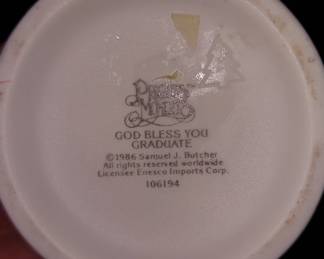 Precious
Moments
GOD BLESS YOU
GRADUATE
©1986 Samuel J. Butcher
All rights reserved worldwide
Licensee Enesco Imports Corp.
106194